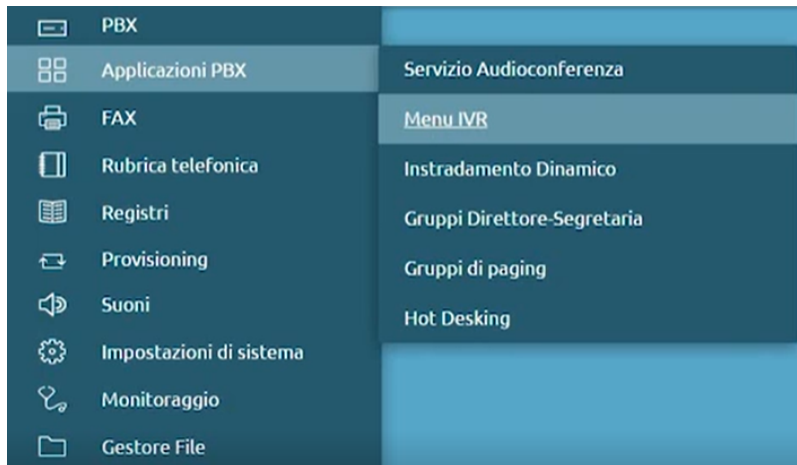 PBX
Applicazioni PBX
FAX
Rubrica telefonica
Registri
Provisioning
Suoni
Impostazioni di sistema
Monitoraggio
Gestore File
Servizio Audioconferenza
Menu IVR
Instradamento Dinamico
Gruppi Direttore-Segretaria
Gruppi di paging
Hot Desking